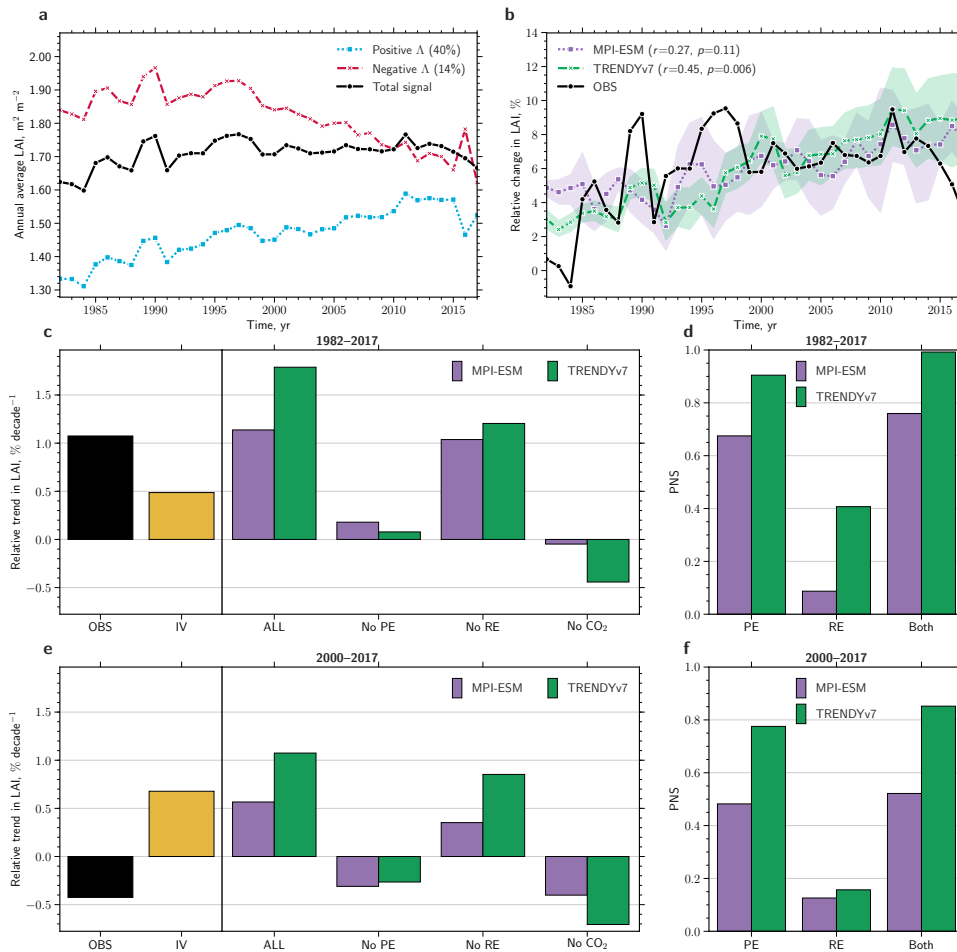 a
Annual average LAI, m² m⁻²
2.00
1.90
1.80
1.70
1.60
1.50
1.40
1.30
Positive Λ (40%)
Negative Λ (14%)
Total signal
1985 1990 1995 2000 2005 2010 2015
Time, yr
b
Relative change in LAI, %
14
12
10
8
6
4
2
0
MPI-ESM (r=0.27, p=0.11)
TRENDYv7 (r=0.45, p=0.006)
OBS
1985 1990 1995 2000 2005 2010 2015
Time, yr
c
1982–2017
Relative trend in LAI, % decade⁻¹
1.5
1.0
0.5
0.0
−0.5
MPI-ESM TRENDYv7
OBS IV ALL No PE No RE No CO₂
d
1982–2017
PNS
1.0
0.8
0.6
0.4
0.2
0.0
MPI-ESM
TRENDYv7
PE RE Both
e
2000–2017
Relative trend in LAI, % decade⁻¹
1.5
1.0
0.5
0.0
−0.5
MPI-ESM TRENDYv7
OBS IV ALL No PE No RE No CO₂
f
2000–2017
PNS
1.0
0.8
0.6
0.4
0.2
0.0
MPI-ESM
TRENDYv7
PE RE Both